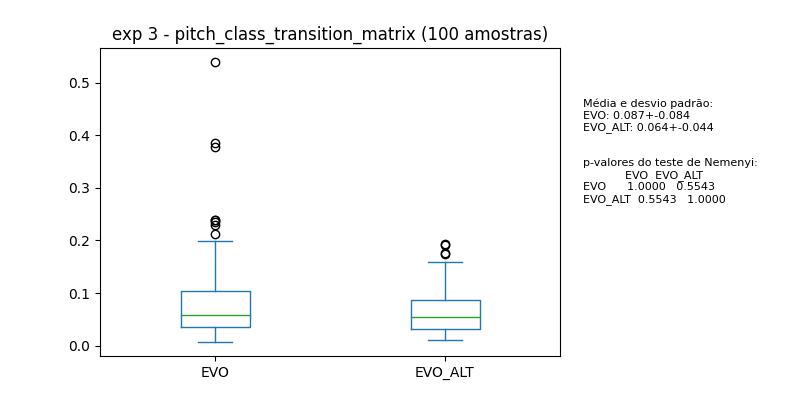 exp 3 - pitch_class_transition_matrix (100 amostras)
0.5
0.4
0.3
0.2
0.1
0.0
EVO
EVO_ALT
Média e desvio padrão:
EVO: 0.087+-0.084
EVO_ALT: 0.064+-0.044
p-valores do teste de Nemenyi:
EVO EVO_ALT
EVO 1.0000 0.5543
EVO_ALT 0.5543 1.0000